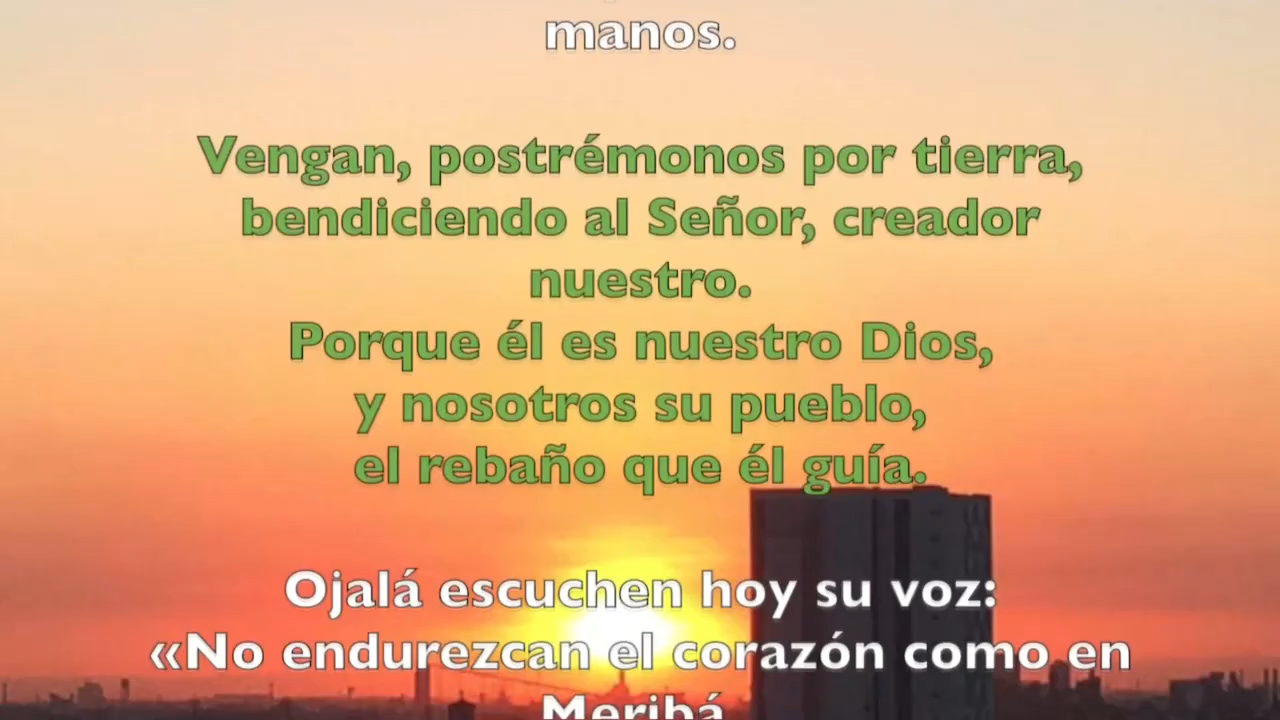 manos.
Vengan, postrémonos por tierra,
bendiciendo al Señor, creador
nuestro.
Porque él es nuestro Dios,
y nosotros su pueblo,
el rebaño que él guía.
Ojalá escuchen hoy su voz:
«No endurezcan el corazón como en
Meribá